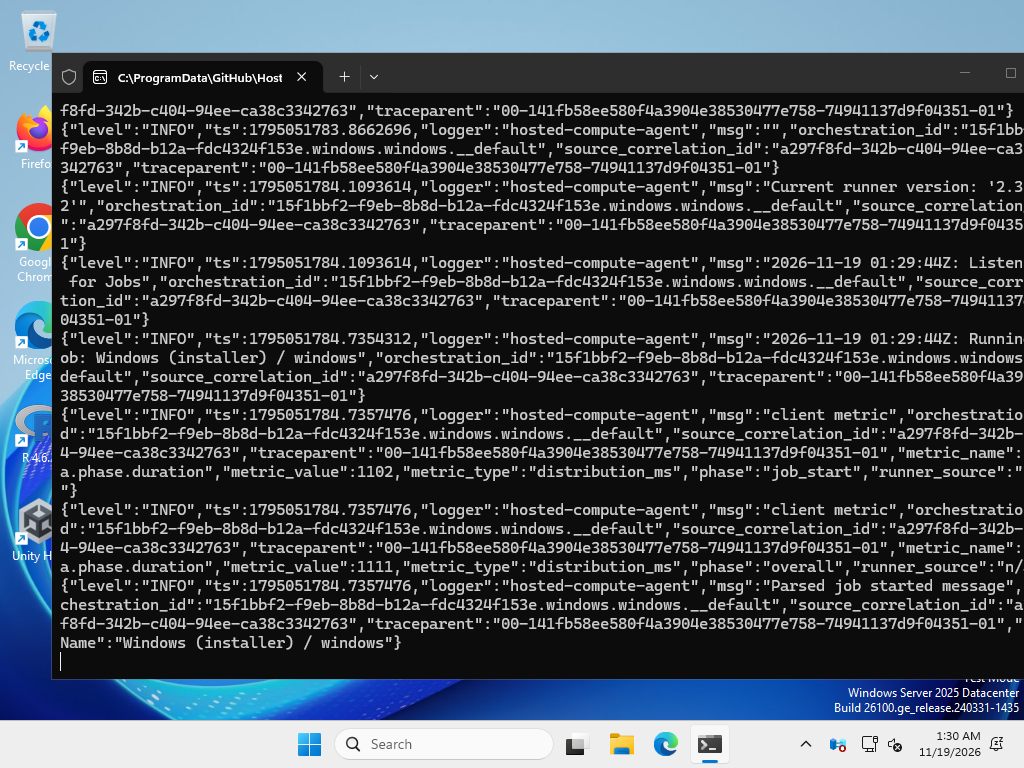 Recycle
Firefo
Googl
Chrom
Micros
Edge
R 4.6.
Unity H
C:\ProgramData\GitHub\Host
f8fd-342b-c404-94ee-ca38c3342763","traceparent":"00-141fb58ee580f4a3904e38530477e758-74941137d9f04351-01"}
{"level":"INFO","ts":1795051783.8662696,"logger":"hosted-compute-agent","msg":"","orchestration_id":"15f1bb
f9eb-8b8d-b12a-fdc4324f153e.windows.windows.__default","source_correlation_id":"a297f8fd-342b-c404-94ee-ca3
342763","traceparent":"00-141fb58ee580f4a3904e38530477e758-74941137d9f04351-01"}
{"level":"INFO","ts":1795051784.1093614,"logger":"hosted-compute-agent","msg":"Current runner version: '2.3
2'","orchestration_id":"15f1bbf2-f9eb-8b8d-b12a-fdc4324f153e.windows.windows.__default","source_correlation
":"a297f8fd-342b-c404-94ee-ca38c3342763","traceparent":"00-141fb58ee580f4a3904e38530477e758-74941137d9f0435
1"}
{"level":"INFO","ts":1795051784.1093614,"logger":"hosted-compute-agent","msg":"2026-11-19 01:29:44Z: Listen
for Jobs","orchestration_id":"15f1bbf2-f9eb-8b8d-b12a-fdc4324f153e.windows.windows.__default","source_corr
tion_id":"a297f8fd-342b-c404-94ee-ca38c3342763","traceparent":"00-141fb58ee580f4a3904e38530477e758-74941137
04351-01"}
{"level":"INFO","ts":1795051784.7354312,"logger":"hosted-compute-agent","msg":"2026-11-19 01:29:44Z: Runnin
ob: Windows (installer) / windows","orchestration_id":"15f1bbf2-f9eb-8b8d-b12a-fdc4324f153e.windows.windows
default","source_correlation_id":"a297f8fd-342b-c404-94ee-ca38c3342763","traceparent":"00-141fb58ee580f4a39
38530477e758-74941137d9f04351-01"}
{"level":"INFO","ts":1795051784.7357476,"logger":"hosted-compute-agent","msg":"client metric","orchestratio
d":"15f1bbf2-f9eb-8b8d-b12a-fdc4324f153e.windows.windows.__default","source_correlation_id":"a297f8fd-342b-
4-94ee-ca38c3342763","traceparent":"00-141fb58ee580f4a3904e38530477e758-74941137d9f04351-01","metric_name":
a.phase.duration","metric_value":1102,"metric_type":"distribution_ms","phase":"job_start","runner_source":"
"}
{"level":"INFO","ts":1795051784.7357476,"logger":"hosted-compute-agent","msg":"client metric","orchestratio
d":"15f1bbf2-f9eb-8b8d-b12a-fdc4324f153e.windows.windows.__default","source_correlation_id":"a297f8fd-342b-
4-94ee-ca38c3342763","traceparent":"00-141fb58ee580f4a3904e38530477e758-74941137d9f04351-01","metric_name":
a.phase.duration","metric_value":1111,"metric_type":"distribution_ms","phase":"overall","runner_source":"n/
{"level":"INFO","ts":1795051784.7357476,"logger":"hosted-compute-agent","msg":"Parsed job started message",
chestration_id":"15f1bbf2-f9eb-8b8d-b12a-fdc4324f153e.windows.windows.__default","source_correlation_id":"a
f8fd-342b-c404-94ee-ca38c3342763","traceparent":"00-141fb58ee580f4a3904e38530477e758-74941137d9f04351-01","
Name":"Windows (installer) / windows"}
Test Mode
Windows Server 2025 Datacenter
Build 26100.ge_release.240331-1435
Search
1:30 AM
11/19/2026